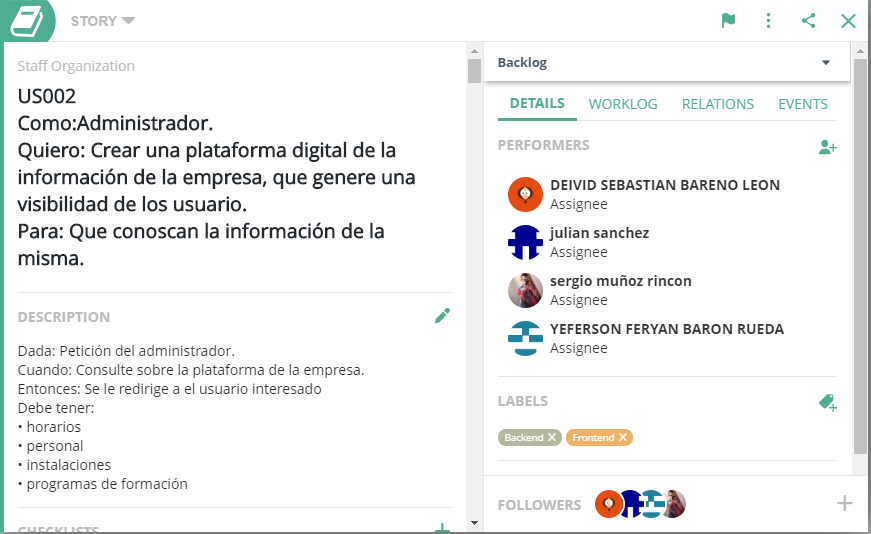 STORY
Staff Organization
US002
Como:Administrador.
Quiero: Crear una plataforma digital de la
información de la empresa, que genere una
visibilidad de los usuario.
Para: Que conoscan la información de la
misma.
DESCRIPTION
Dada: Petición del administrador.
Cuando: Consulte sobre la plataforma de la empresa.
Entonces: Se le redirige a el usuario interesado
Debe tener:
• horarios
• personal
• instalaciones
• programas de formación
CHECKLISTS
Backlog
DETAILS WORKLOG RELATIONS EVENTS
PERFORMERS
DEIVID SEBASTIAN BARENO LEON
Assignee
julian sanchez
Assignee
sergio muñoz rincon
Assignee
YEFERSON FERYAN BARON RUEDA
Assignee
LABELS
Backend Frontend
FOLLOWERS